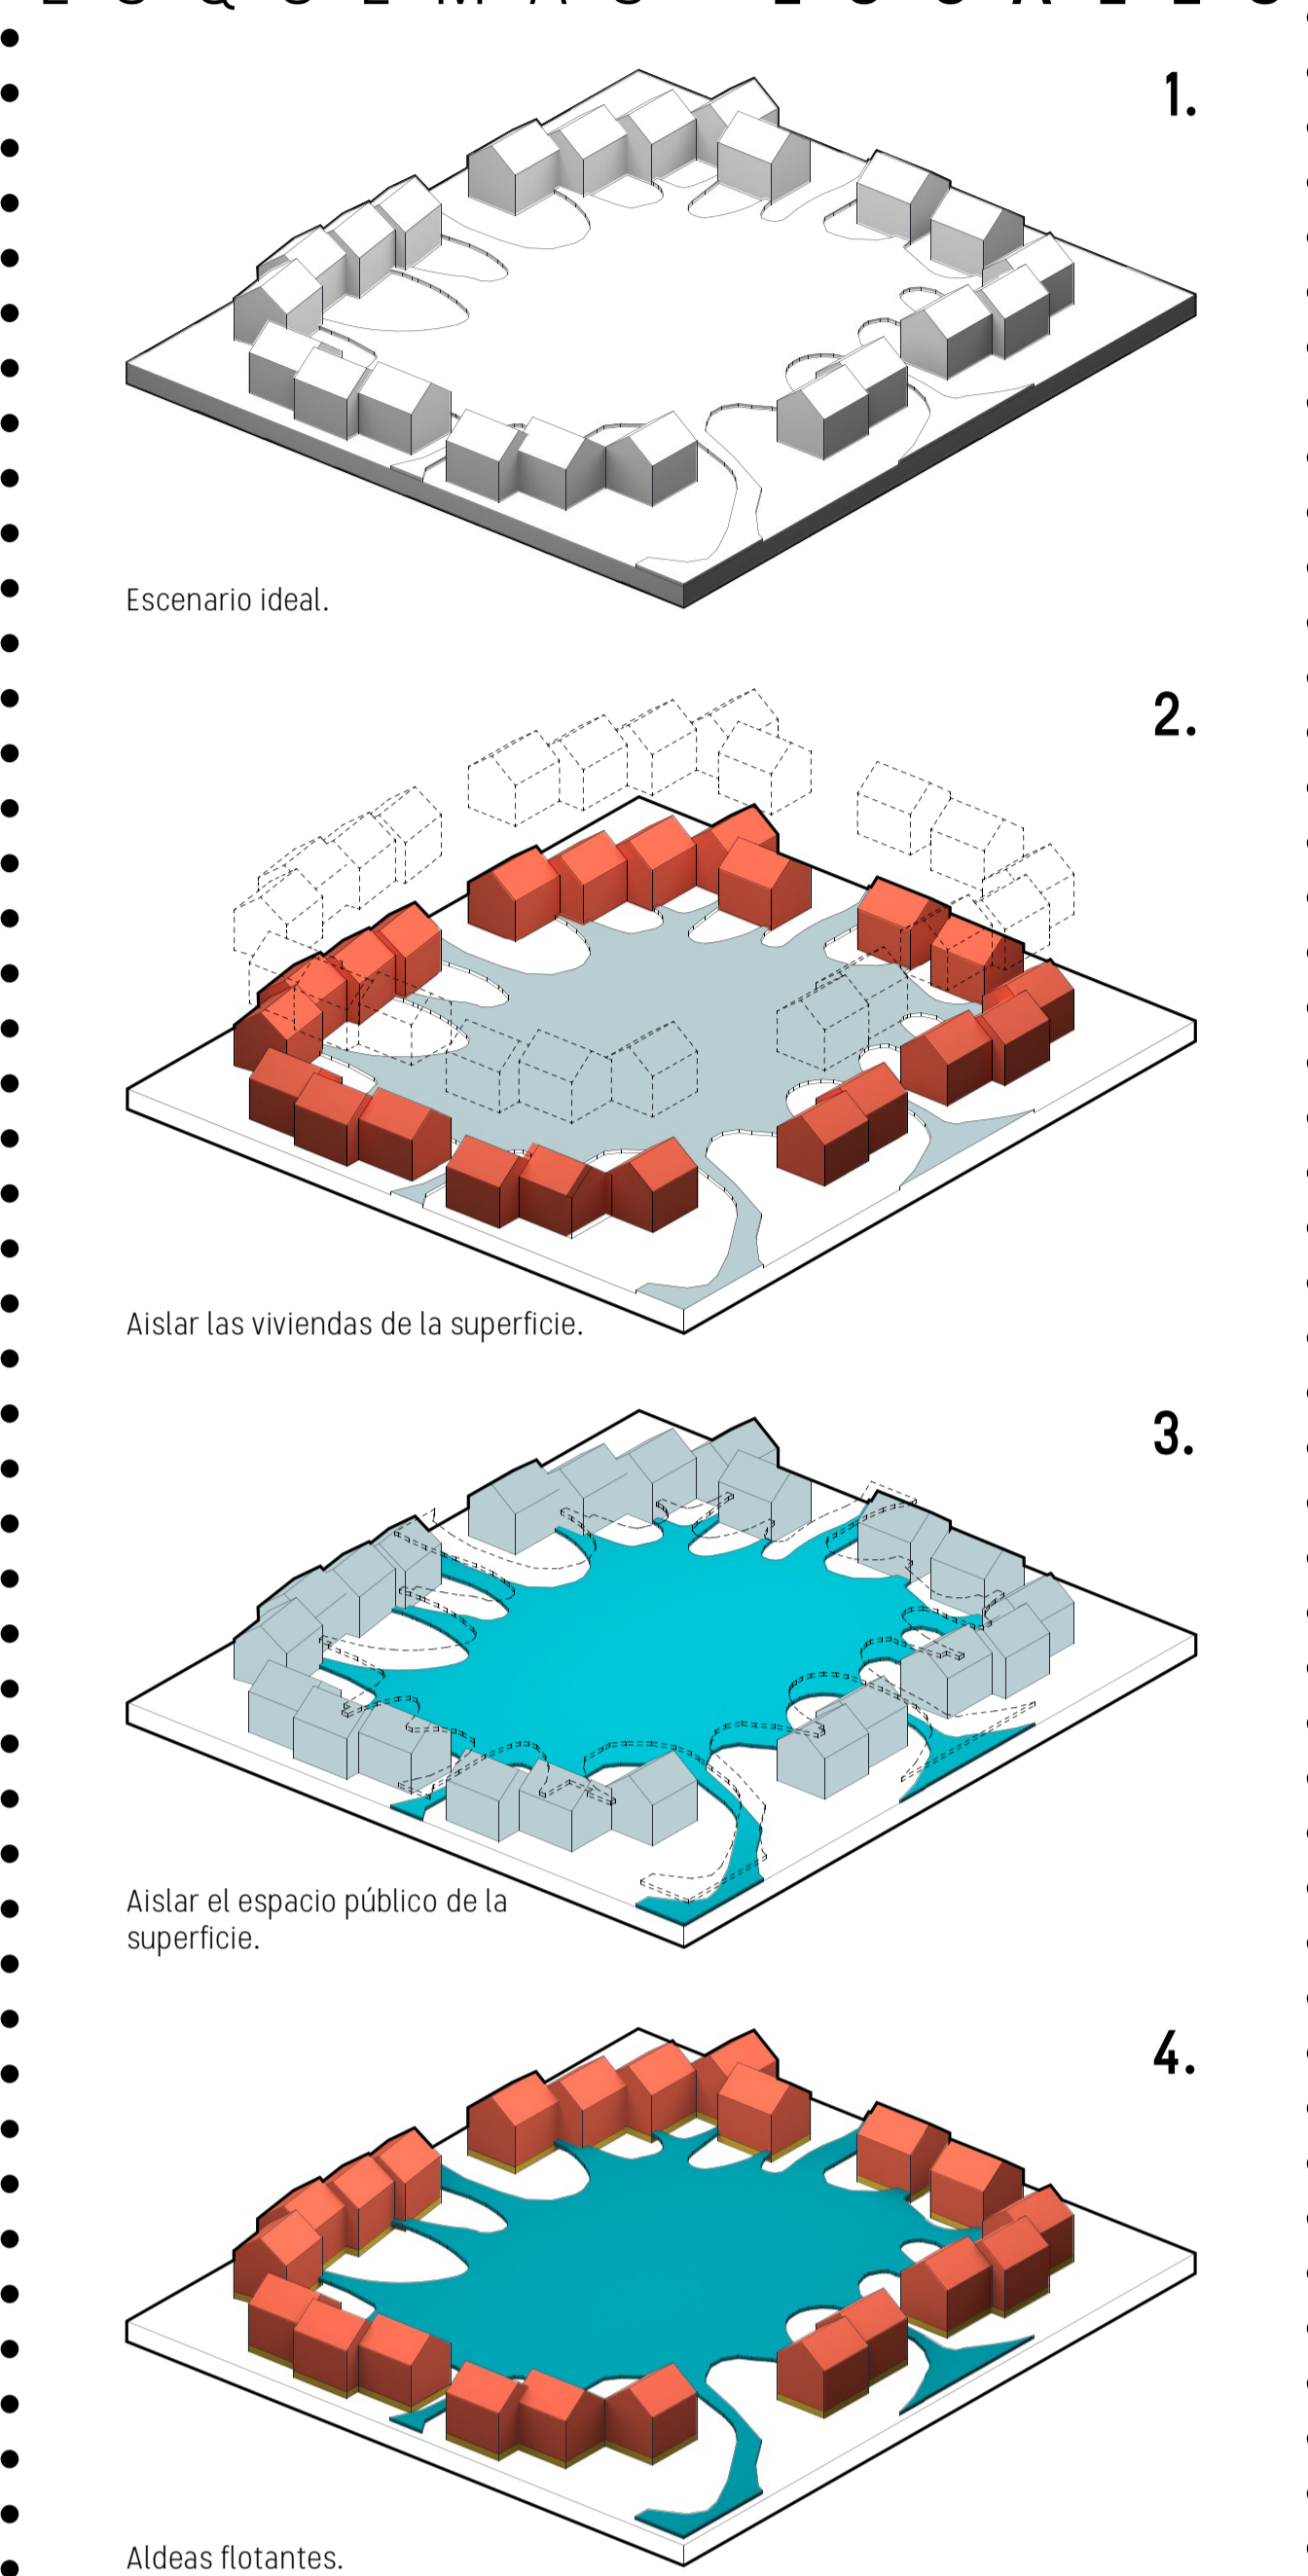 1.
Escenario ideal.
2.
Aislar las viviendas de la superficie.
3.
Aislar el espacio público de la
superficie.
4.
Aldeas flotantes.